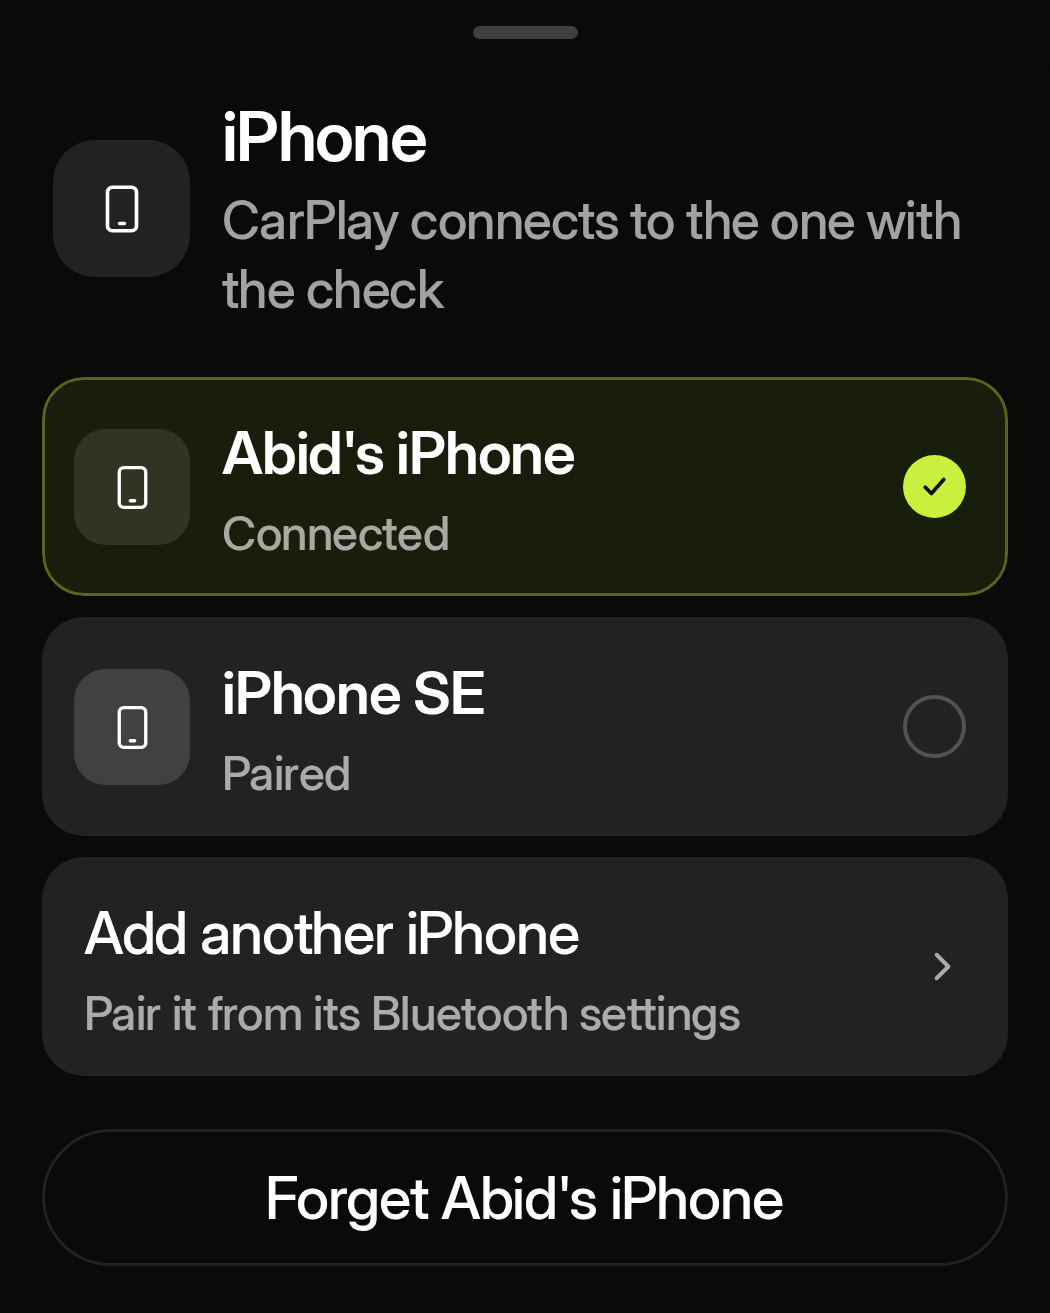 iPhone
CarPlay connects to the one with
the check
Abid's iPhone
Connected
iPhone SE
Paired
Add another iPhone
Pair it from its Bluetooth settings
Forget Abid's iPhone